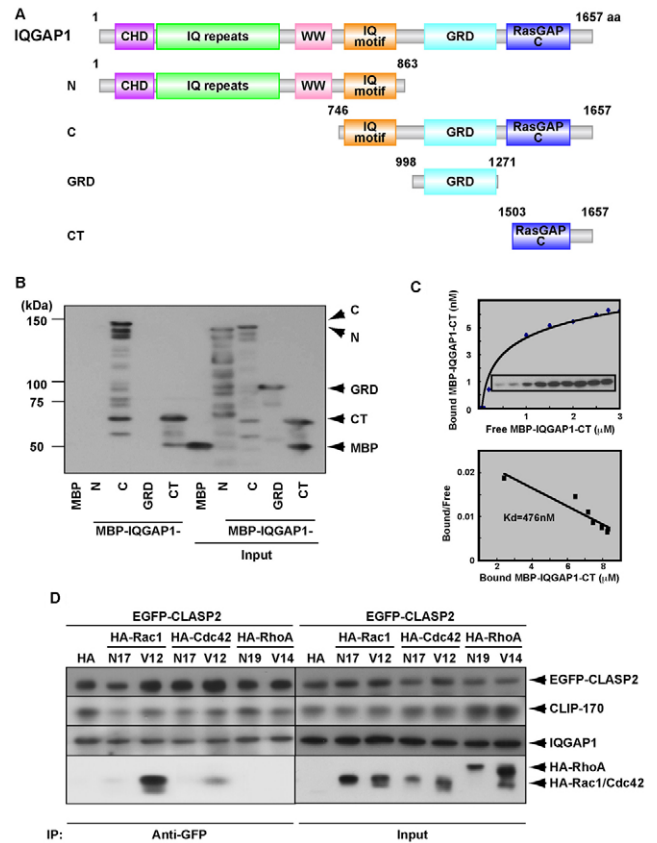 A
IQGAP1
1
1657 aa
CHD
IQ repeats
WW
IQ
motif
GRD
RasGAP
C
N
1
863
CHD
IQ repeats
WW
IQ
motif
C
746
1657
IQ
motif
GRD
RasGAP
C
GRD
998
1271
GRD
CT
1503
1657
RasGAP
C
B
(kDa)
150
100
75
50
C
N
GRD
CT
MBP
MBP N C GRD CT MBP N C GRD CT
MBP-IQGAP1- MBP-IQGAP1-
Input
C
Bound MBP-IQGAP1-CT (nM)
5
3
1
0
0 1 2 3
Free MBP-IQGAP1-CT (μM)
Bound/Free
0.02
0.01
0
Kd=476nM
2 4 6 8
Bound MBP-IQGAP1-CT (μM)
D
EGFP-CLASP2 EGFP-CLASP2
HA-Rac1 HA-Cdc42 HA-RhoA HA-Rac1 HA-Cdc42 HA-RhoA
HA N17 V12 N17 V12 N19 V14 HA N17 V12 N17 V12 N19 V14
EGFP-CLASP2
CLIP-170
IQGAP1
HA-RhoA
HA-Rac1/Cdc42
IP: Anti-GFP Input